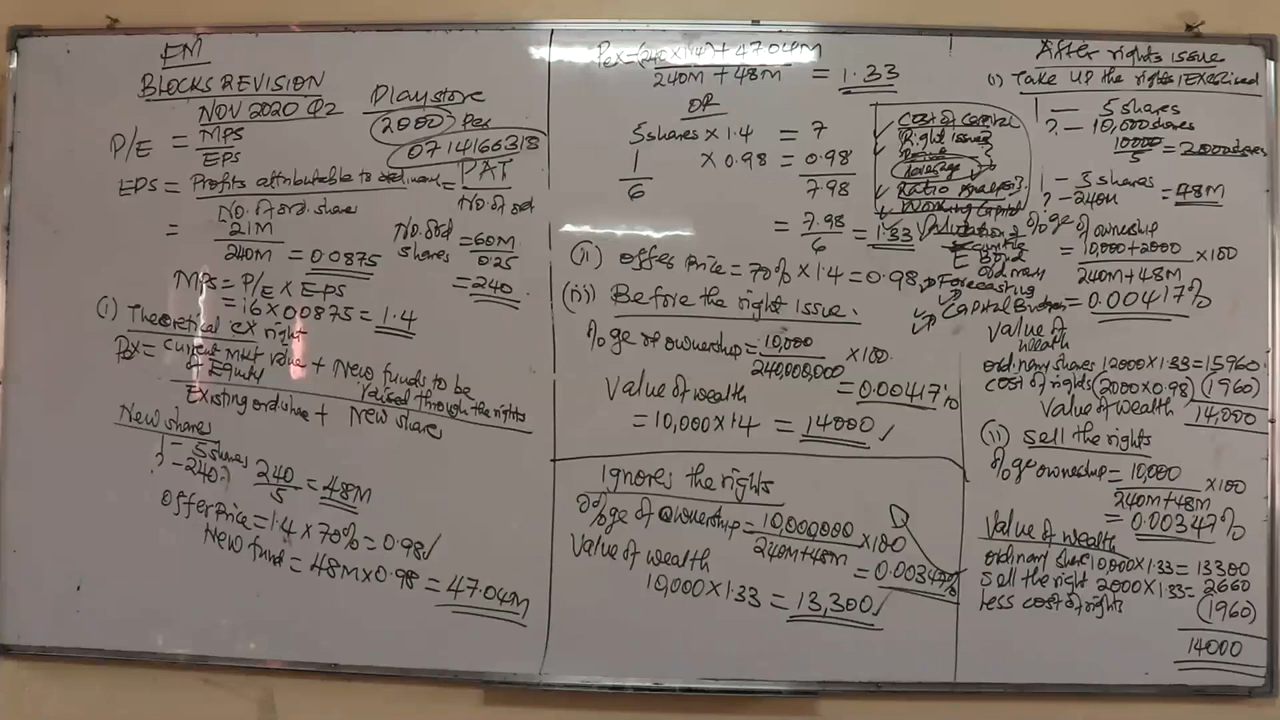 FM
BLOCKS REVISION
NOV 2020 Q2
Playstore
2000 Pex
0714166318
P/E = MPS
EPS
EPS = Profits attributable to ordinary = PAT
No. of ord. share No. of ord
= 21M
240M = 0.0875
No. of ord shares = 60M
0.25
= 240
MPS = P/E X EPS
= 16 X 0.0875 = 1.4
(i) Theoretical ex right
Pex = Current Mkt value of Equity + New funds to be raised through the rights
Existing ord share + New share
New shares
1 — 5 shares
? — 240
240
5 = 48M
Offer Price = 1.4 X 70% = 0.98
New fund = 48M X 0.98 = 47.04M
Pex = (240 X 1.4) + 47.04M
240M + 48M = 1.33
OR
5 shares X 1.4 = 7
1 X 0.98 = 0.98
6 7.98
= 7.98
6 = 1.33
Cost of Capital
Right issues
Leverage
Ratio Analysis
Working Capital
Valuation
Bond
ordinary
Forecasting
Capital
(ii) Offer Price = 70% X 1.4 = 0.98
(iii) Before the right issue.
%ge of ownership = 10,000
240,000,000 X 100
= 0.00417%
Value of wealth
= 10,000 X 1.4 = 14000
Ignores the rights
%ge of Ownership = 10,000,000 X 100
240M+48M
= 0.00347%
Value of wealth
10,000 X 1.33 = 13,300
After rights issue
(i) Take up the rights/Exercised
1 — 5 shares
? — 10,000 shares
10000
5 = 2000 shares
1 — 5 shares
? — 240M = 48M
%ge of ownership
= 10,000 + 2000 X 100
240M + 48M
= 0.00417%
Value of wealth
ordinary shares 12000 X 1.33 = 15960
Cost of rights (2000 X 0.98) (1960)
Value of wealth 14,000
(ii) Sell the rights
%ge ownership = 10,000 X 100
240M+48M
= 0.00347%
Value of wealth
ordinary share 10,000 X 1.33 = 13300
Sell the right 2000 X 1.33 = 2660
less cost of rights (1960)
14000